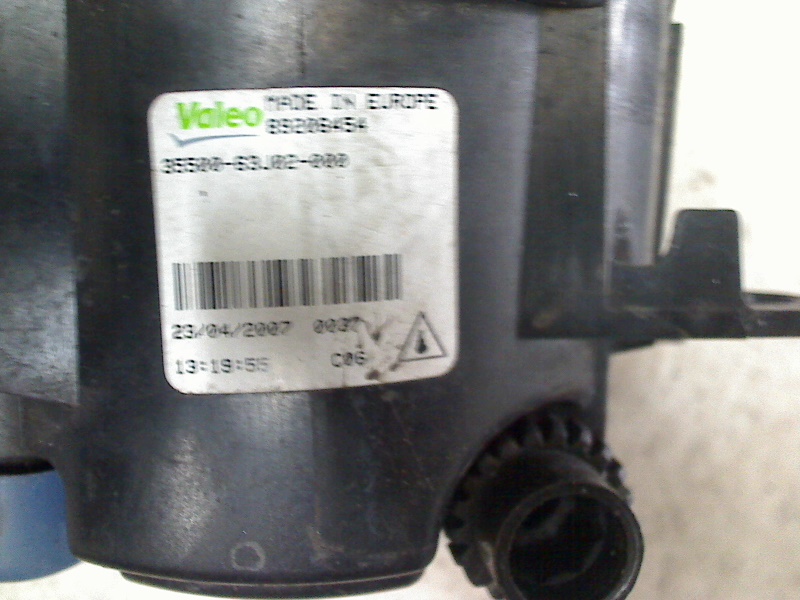 Valeo MADE IN EUROPE
89206454
35500-63J02-000
23/04/2007 0037
13:19:55
C06